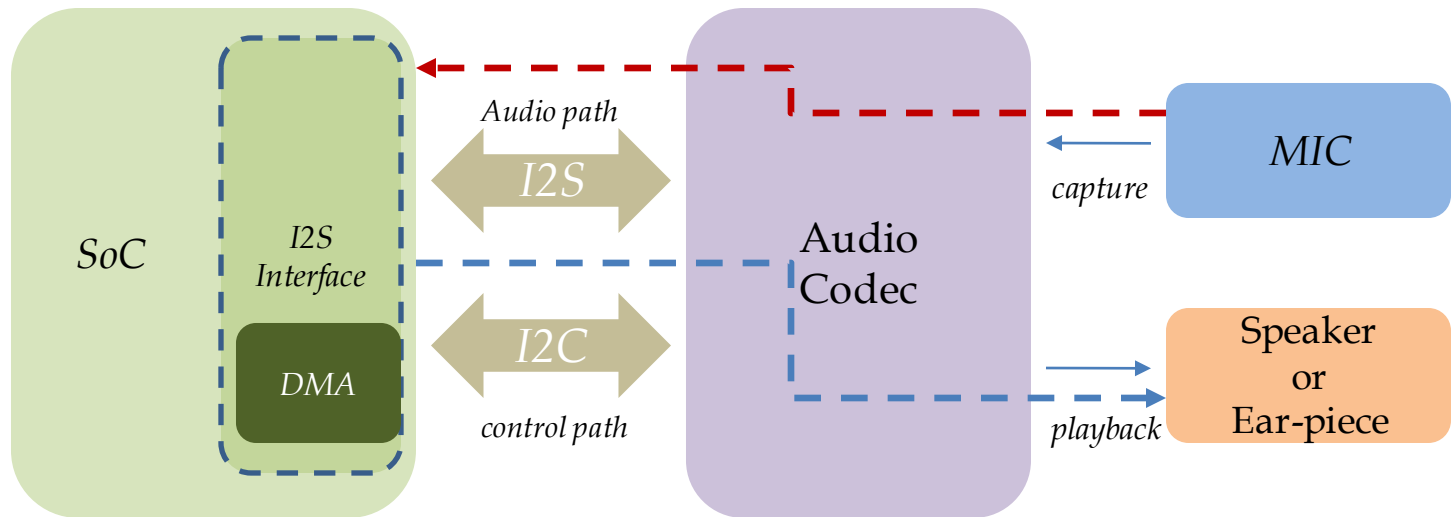 SoC
I2S
Interface
DMA
Audio path
I2S
I2C
control path
Audio
Codec
capture
MIC
playback
Speaker
or
Ear-piece